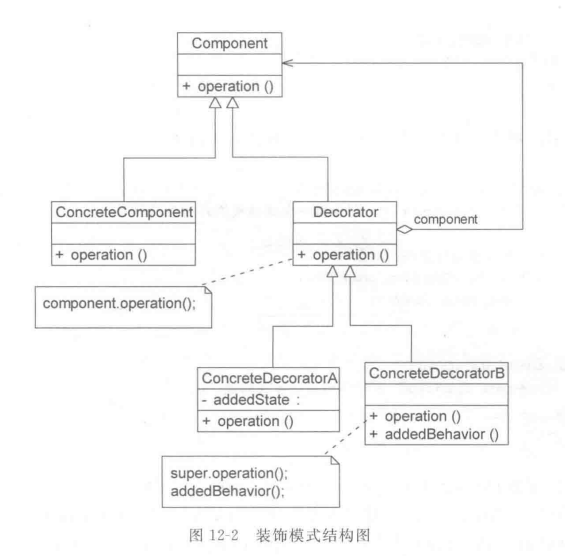 Component
+ operation ()
ConcreteComponent
+ operation ()
Decorator
+ operation ()
component
component.operation();
ConcreteDecoratorA
- addedState :
+ operation ()
ConcreteDecoratorB
+ operation ()
+ addedBehavior ()
super.operation();
addedBehavior();
图 12-2 装饰模式结构图